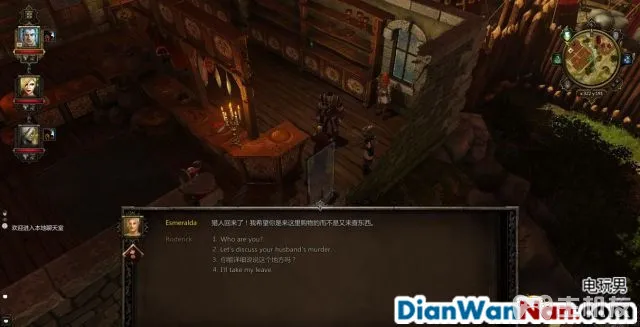 x:322 y:193
Esmeralda 猎人回来了！我希望你是来这里购物的而不是又来查东西。
Roderick 1. Who are you?
2. Let's discuss your husband's murder.
3. 你能详细说说这个地方吗？
4. I'll take my leave.
欢迎进入本地聊天室
电玩男
DianWanNan.com